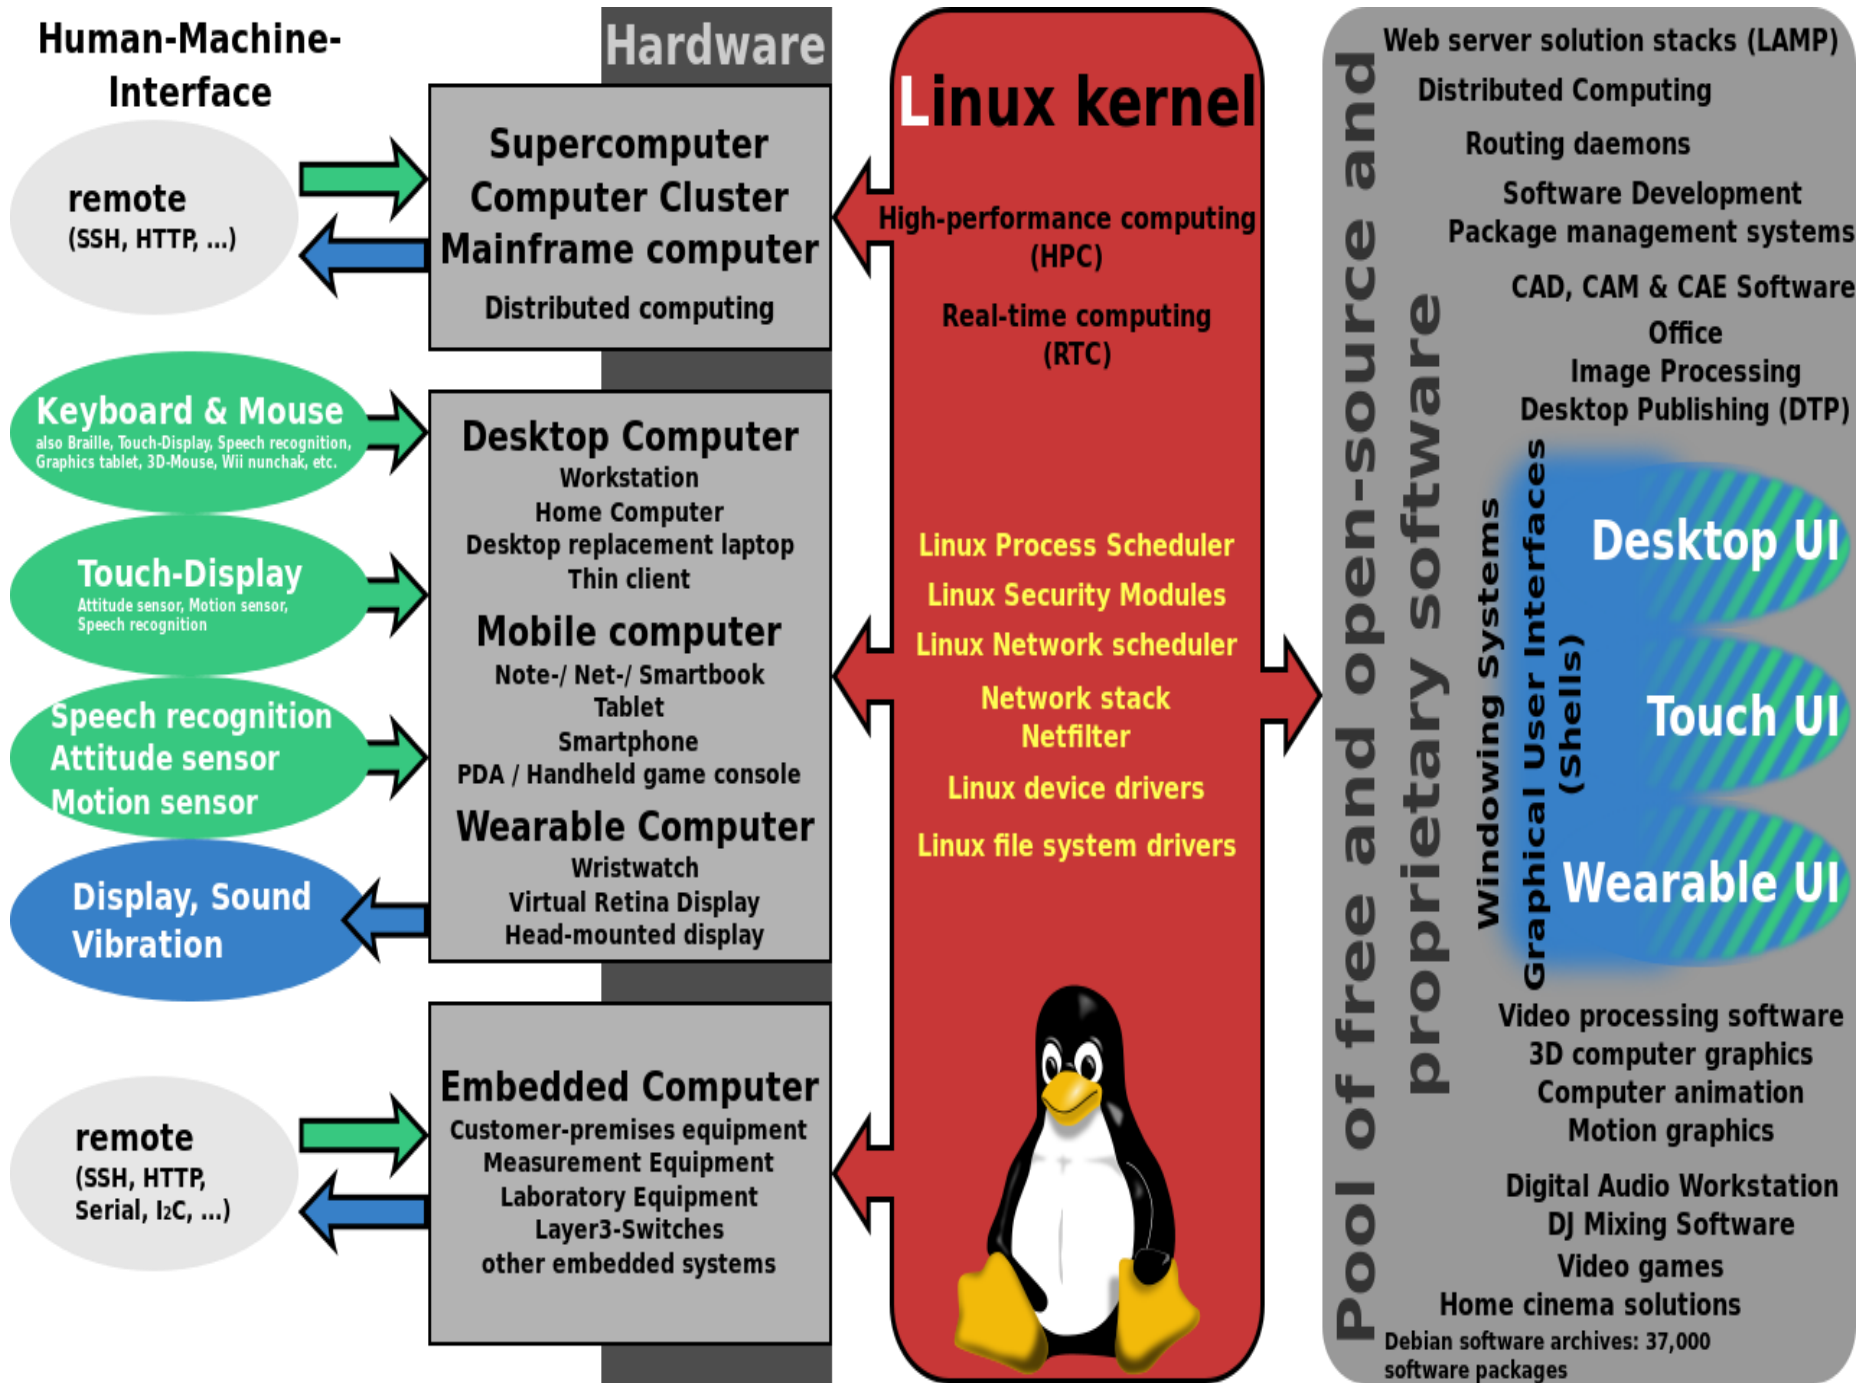 Human-Machine-
Interface
remote
(SSH, HTTP, ...)
Keyboard & Mouse
also Braille, Touch-Display, Speech recognition,
Graphics tablet, 3D-Mouse, Wii nunchak, etc.
Touch-Display
Attitude sensor, Motion sensor,
Speech recognition
Speech recognition
Attitude sensor
Motion sensor
Display, Sound
Vibration
remote
(SSH, HTTP,
Serial, I2C, ...)
Hardware
Supercomputer
Computer Cluster
Mainframe computer
Distributed computing
Desktop Computer
Workstation
Home Computer
Desktop replacement laptop
Thin client
Mobile computer
Note-/ Net-/ Smartbook
Tablet
Smartphone
PDA / Handheld game console
Wearable Computer
Wristwatch
Virtual Retina Display
Head-mounted display
Embedded Computer
Customer-premises equipment
Measurement Equipment
Laboratory Equipment
Layer3-Switches
other embedded systems
Linux kernel
High-performance computing
(HPC)
Real-time computing
(RTC)
Linux Process Scheduler
Linux Security Modules
Linux Network scheduler
Network stack
Netfilter
Linux device drivers
Linux file system drivers
Pool of free and open-source and
proprietary software
Web server solution stacks (LAMP)
Distributed Computing
Routing daemons
Software Development
Package management systems
CAD, CAM & CAE Software
Office
Image Processing
Desktop Publishing (DTP)
Windowing Systems
Graphical User Interfaces
(Shells)
Desktop UI
Touch UI
Wearable UI
Video processing software
3D computer graphics
Computer animation
Motion graphics
Digital Audio Workstation
DJ Mixing Software
Video games
Home cinema solutions
Debian software archives: 37,000
software packages